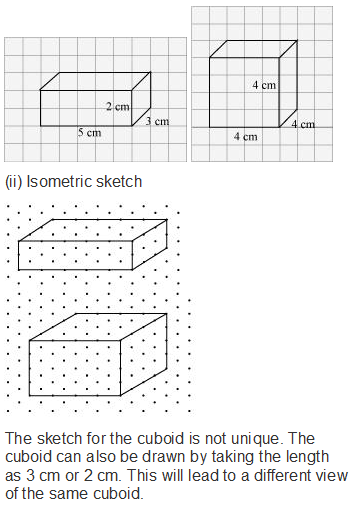 2 cm
3 cm
5 cm
4 cm
4 cm
4 cm
(ii) Isometric sketch
The sketch for the cuboid is not unique. The
cuboid can also be drawn by taking the length
as 3 cm or 2 cm. This will lead to a different view
of the same cuboid.